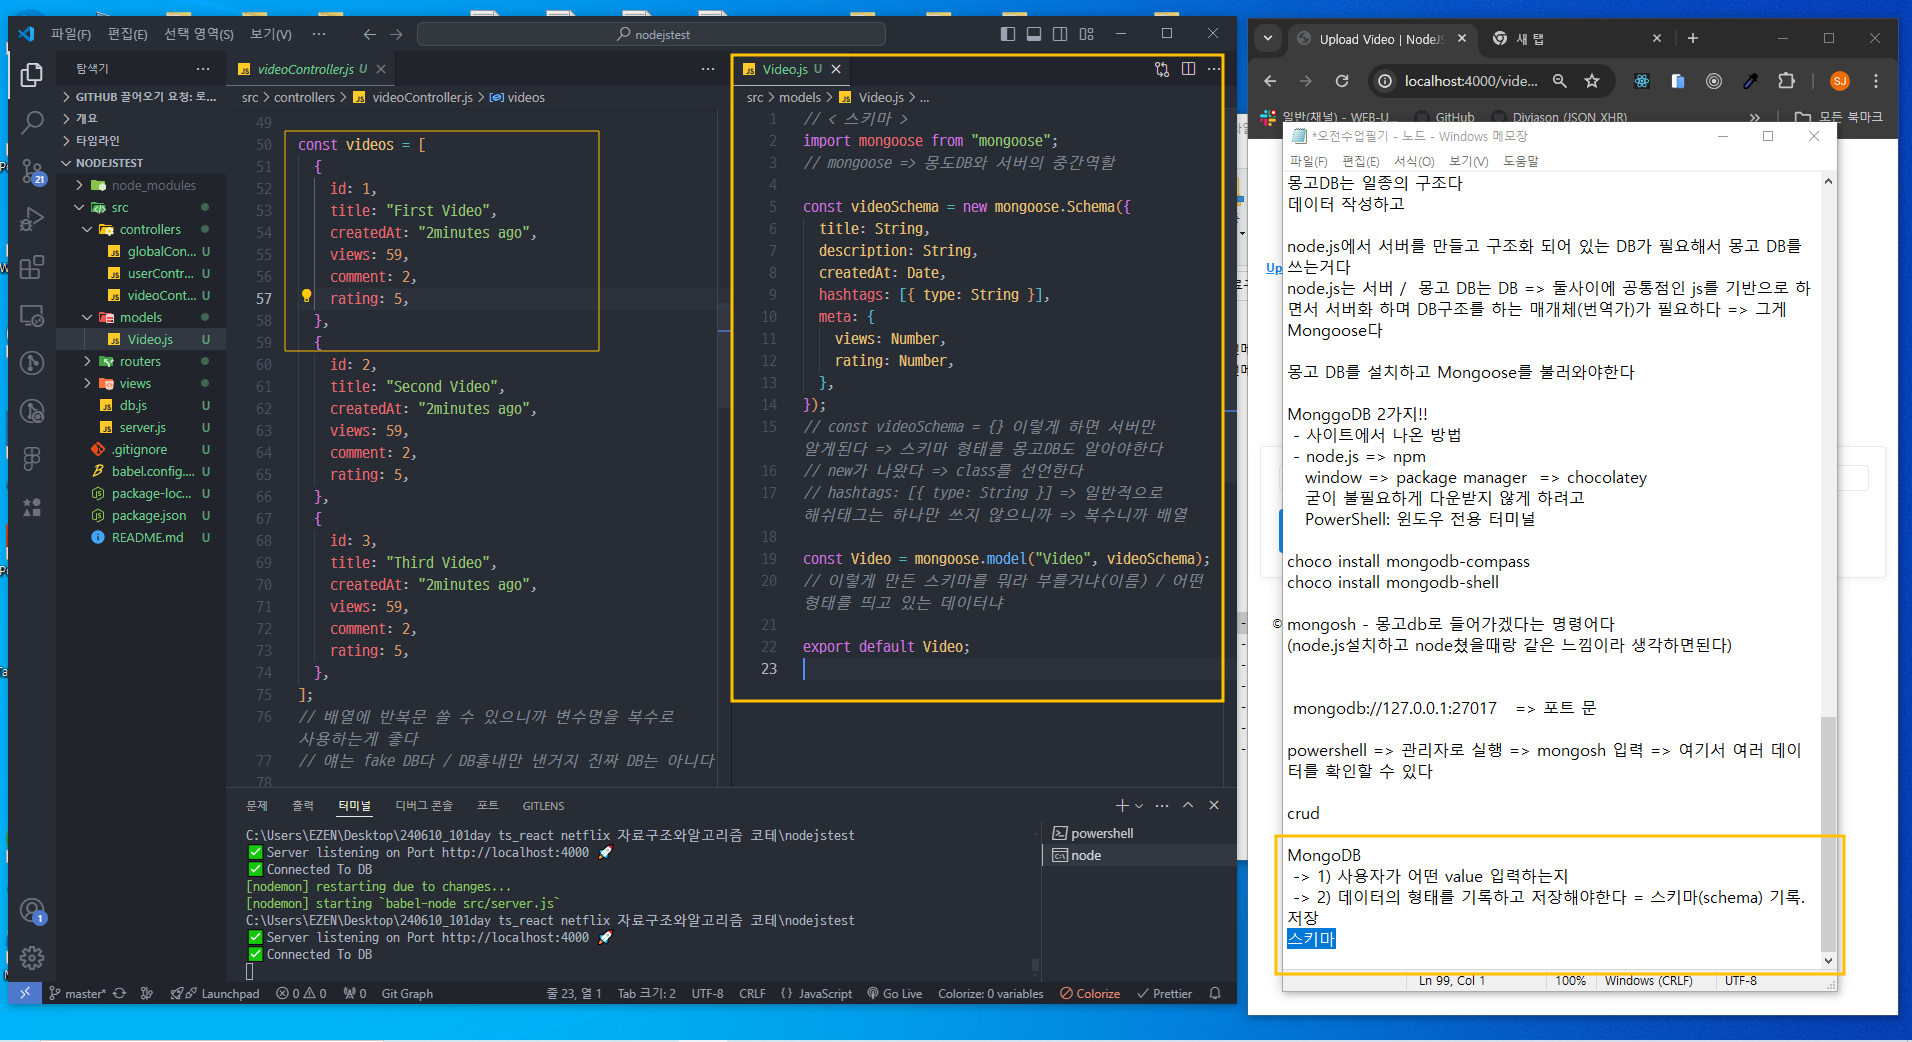 파일(F) 편집(E) 선택 영역(S) 보기(V) ··· nodejstest
탐색기
GITHUB 끌어오기 요청: 로...
개요
타임라인
NODEJSTEST
node_modules
src
controllers
globalCon... U
userContr... U
videoCont... U
models
Video.js U
routers
views
db.js U
server.js U
.gitignore U
babel.config.... U
package-loc... U
package.json U
README.md U
21
1
videoController.js U
src > controllers > videoController.js > videos
49
50 const videos = [
51 {
52 id: 1,
53 title: "First Video",
54 createdAt: "2minutes ago",
55 views: 59,
56 comment: 2,
57 rating: 5,
58 },
59 {
60 id: 2,
61 title: "Second Video",
62 createdAt: "2minutes ago",
63 views: 59,
64 comment: 2,
65 rating: 5,
66 },
67 {
68 id: 3,
69 title: "Third Video",
70 createdAt: "2minutes ago",
71 views: 59,
72 comment: 2,
73 rating: 5,
74 },
75 ];
76 // 배열에 반복문 쓸 수 있으니까 변수명을 복수로
사용하는게 좋다
77 // 얘는 fake DB다 / DB흉내만 낸거지 진짜 DB는 아니다
78
Video.js U
src > models > Video.js > ...
1 // < 스키마 >
2 import mongoose from "mongoose";
3 // mongoose => 몽도DB와 서버의 중간역할
4
5 const videoSchema = new mongoose.Schema({
6 title: String,
7 description: String,
8 createdAt: Date,
9 hashtags: [{ type: String }],
10 meta: {
11 views: Number,
12 rating: Number,
13 },
14 });
15 // const videoSchema = {} 이렇게 하면 서버만
알게된다 => 스키마 형태를 몽고DB도 알아야한다
16 // new가 나왔다 => class를 선언한다
17 // hashtags: [{ type: String }] => 일반적으로
해쉬태그는 하나만 쓰지 않으니까 => 복수니까 배열
18
19 const Video = mongoose.model("Video", videoSchema);
20 // 이렇게 만든 스키마를 뭐라 부를거냐(이름) / 어떤
형태를 띄고 있는 데이터냐
21
22 export default Video;
23
문제 출력 터미널 디버그 콘솔 포트 GITLENS
C:\Users\EZEN\Desktop\240610_101day ts_react netflix 자료구조와알고리즘 코테\nodejstest
✅ Server listening on Port http://localhost:4000 🚀
✅ Connected To DB
[nodemon] restarting due to changes...
[nodemon] starting `babel-node src/server.js`
C:\Users\EZEN\Desktop\240610_101day ts_react netflix 자료구조와알고리즘 코테\nodejstest
✅ Server listening on Port http://localhost:4000 🚀
✅ Connected To DB
powershell
node
master* Launchpad 0 0 0 Git Graph 줄 23, 열 1 Tab 크기: 2 UTF-8 CRLF {} JavaScript Go Live Colorize: 0 variables Colorize Prettier
Upload Video | NodeJS
새 탭
localhost:4000/vide...
SJ
일반(채널) - WEB-U... GitHub Diviason (JSON XHR) » 모든 북마크
Up
©
*오전수업필기 - 노드 - Windows 메모장
파일(F) 편집(E) 서식(O) 보기(V) 도움말
몽고DB는 일종의 구조다
데이터 작성하고
node.js에서 서버를 만들고 구조화 되어 있는 DB가 필요해서 몽고 DB를
쓰는거다
node.js는 서버 / 몽고 DB는 DB => 둘사이에 공통점인 js를 기반으로 하
면서 서버화 하며 DB구조를 하는 매개체(번역가)가 필요하다 => 그게
Mongoose다
몽고 DB를 설치하고 Mongoose를 불러와야한다
MonggoDB 2가지!!
- 사이트에서 나온 방법
- node.js => npm
window => package manager => chocolatey
굳이 불필요하게 다운받지 않게 하려고
PowerShell: 윈도우 전용 터미널
choco install mongodb-compass
choco install mongodb-shell
mongosh - 몽고db로 들어가겠다는 명령어다
(node.js설치하고 node쳤을때랑 같은 느낌이라 생각하면된다)
mongodb://127.0.0.1:27017 => 포트 문
powershell => 관리자로 실행 => mongosh 입력 => 여기서 여러 데이
터를 확인할 수 있다
crud
MongoDB
-> 1) 사용자가 어떤 value 입력하는지
-> 2) 데이터의 형태를 기록하고 저장해야한다 = 스키마(schema) 기록.
저장
스키마
Ln 99, Col 1 100% Windows (CRLF) UTF-8